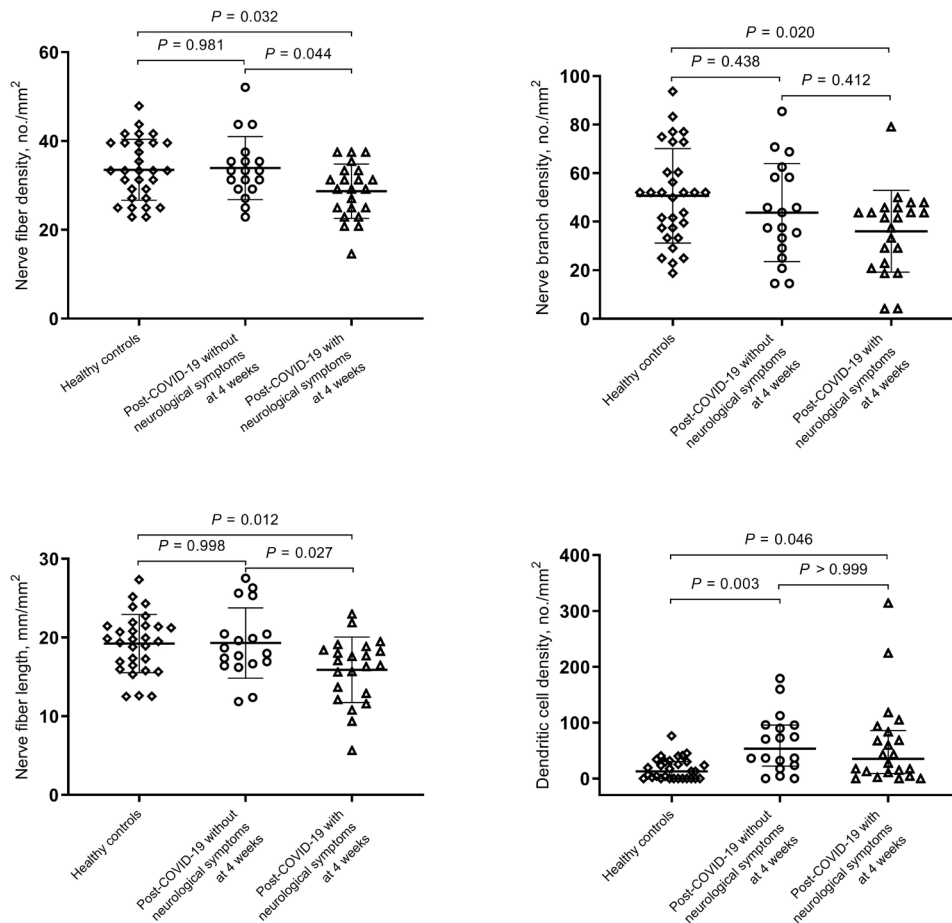 P = 0.032
P = 0.981
P = 0.044
60
40
20
0
Nerve fiber density, no./mm²
Healthy controls
Post-COVID-19 without
neurological symptoms
at 4 weeks
Post-COVID-19 with
neurological symptoms
at 4 weeks
P = 0.020
P = 0.438
P = 0.412
100
80
60
40
20
0
Nerve branch density, no./mm²
Healthy controls
Post-COVID-19 without
neurological symptoms
at 4 weeks
Post-COVID-19 with
neurological symptoms
at 4 weeks
P = 0.012
P = 0.998
P = 0.027
30
20
10
0
Nerve fiber length, mm/mm²
Healthy controls
Post-COVID-19 without
neurological symptoms
at 4 weeks
Post-COVID-19 with
neurological symptoms
at 4 weeks
P = 0.046
P > 0.999
P = 0.003
400
300
200
100
0
Dendritic cell density, no./mm²
Healthy controls
Post-COVID-19 without
neurological symptoms
at 4 weeks
Post-COVID-19 with
neurological symptoms
at 4 weeks